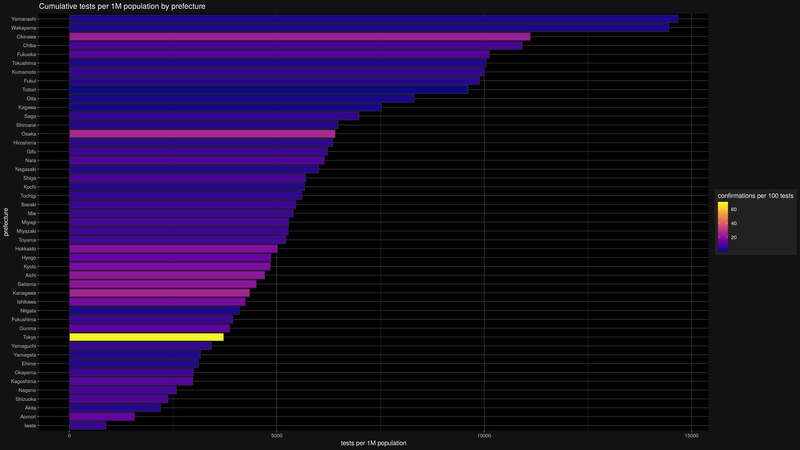 Cumulative tests per 1M population by prefecture
prefecture
Yamanashi
Wakayama
Okinawa
Chiba
Fukuoka
Tokushima
Kumamoto
Fukui
Tottori
Oita
Kagawa
Saga
Shimane
Osaka
Hiroshima
Gifu
Nara
Nagasaki
Shiga
Kochi
Tochigi
Ibaraki
Mie
Miyagi
Miyazaki
Toyama
Hokkaido
Hyogo
Kyoto
Aichi
Saitama
Kanagawa
Ishikawa
Niigata
Fukushima
Gunma
Tokyo
Yamaguchi
Yamagata
Ehime
Okayama
Kagoshima
Nagano
Shizuoka
Akita
Aomori
Iwate
0 5000 10000 15000
tests per 1M population
confirmations per 100 tests
60
40
20